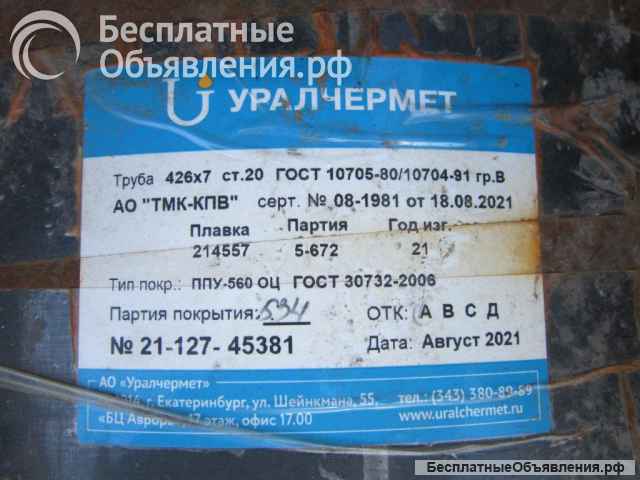 Бесплатные
Объявления.рф
УРАЛЧЕРМЕТ
Труба 426х7 ст.20 ГОСТ 10705-80/10704-91 гр.В
АО "ТМК-КПВ" серт. № 08-1981 от 18.08.2021
Плавка Партия Год изг.
214557 5-672 21
Тип покр.: ППУ-560 ОЦ ГОСТ 30732-2006
Партия покрытия: 534 ОТК: А В С Д
№ 21-127- 45381 Дата: Август 2021
АО «Уралчермет»
г. Екатеринбург, ул. Шейнкмана, 55, тел.: (343) 380-89-59
«БЦ Аврора», 17 этаж, офис 17.00 www.uralchermet.ru
БесплатныеОбъявления.рф